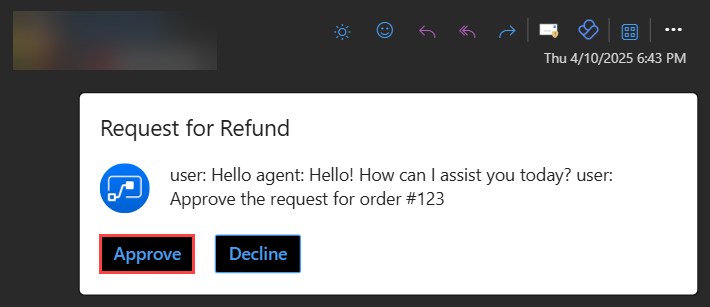 Thu 4/10/2025 6:43 PM
Request for Refund
user: Hello agent: Hello! How can I assist you today? user:
Approve the request for order #123
Approve
Decline